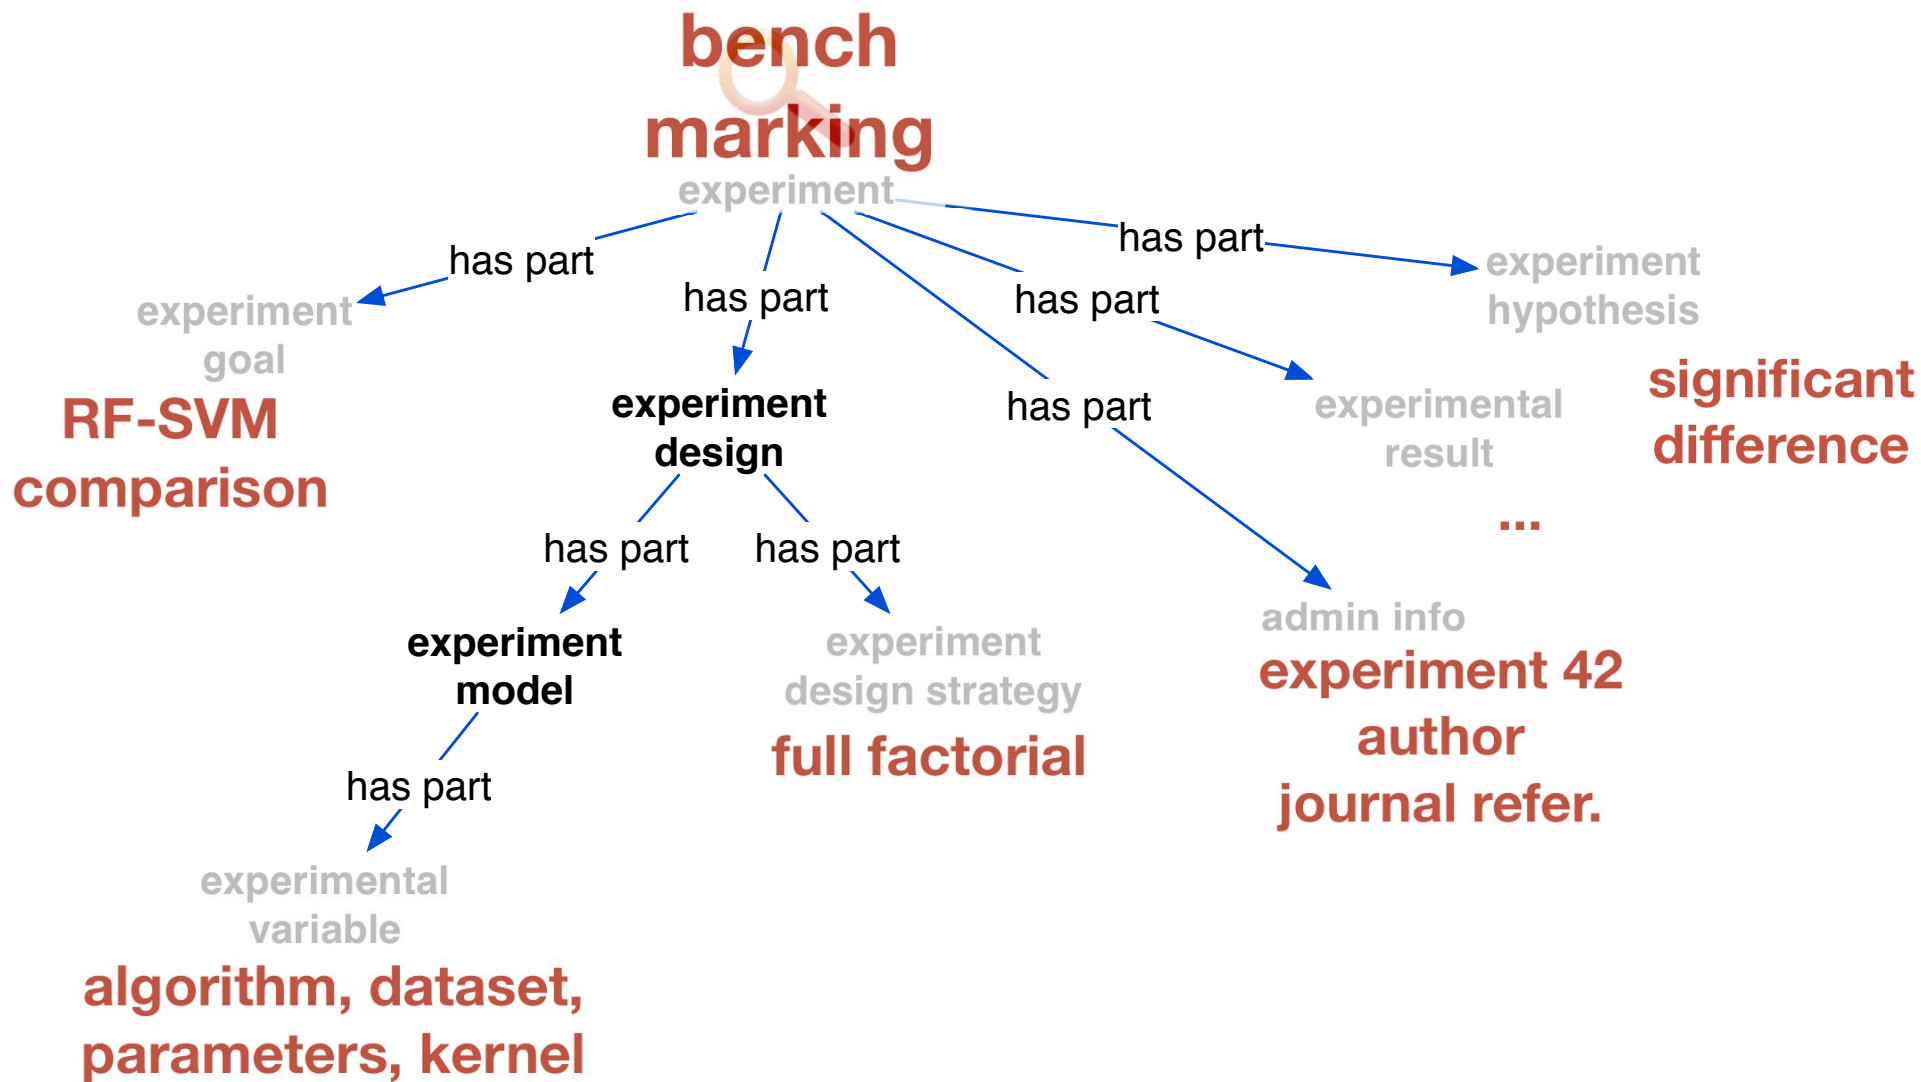 bench
marking
experiment
has part
experiment
hypothesis
has part
experiment
goal
has part
has part
significant
difference
RF-SVM
comparison
experiment
design
has part
experimental
result
...
has part
has part
experiment
model
experiment
design strategy
full factorial
admin info
experiment 42
author
journal refer.
has part
experimental
variable
algorithm, dataset,
parameters, kernel